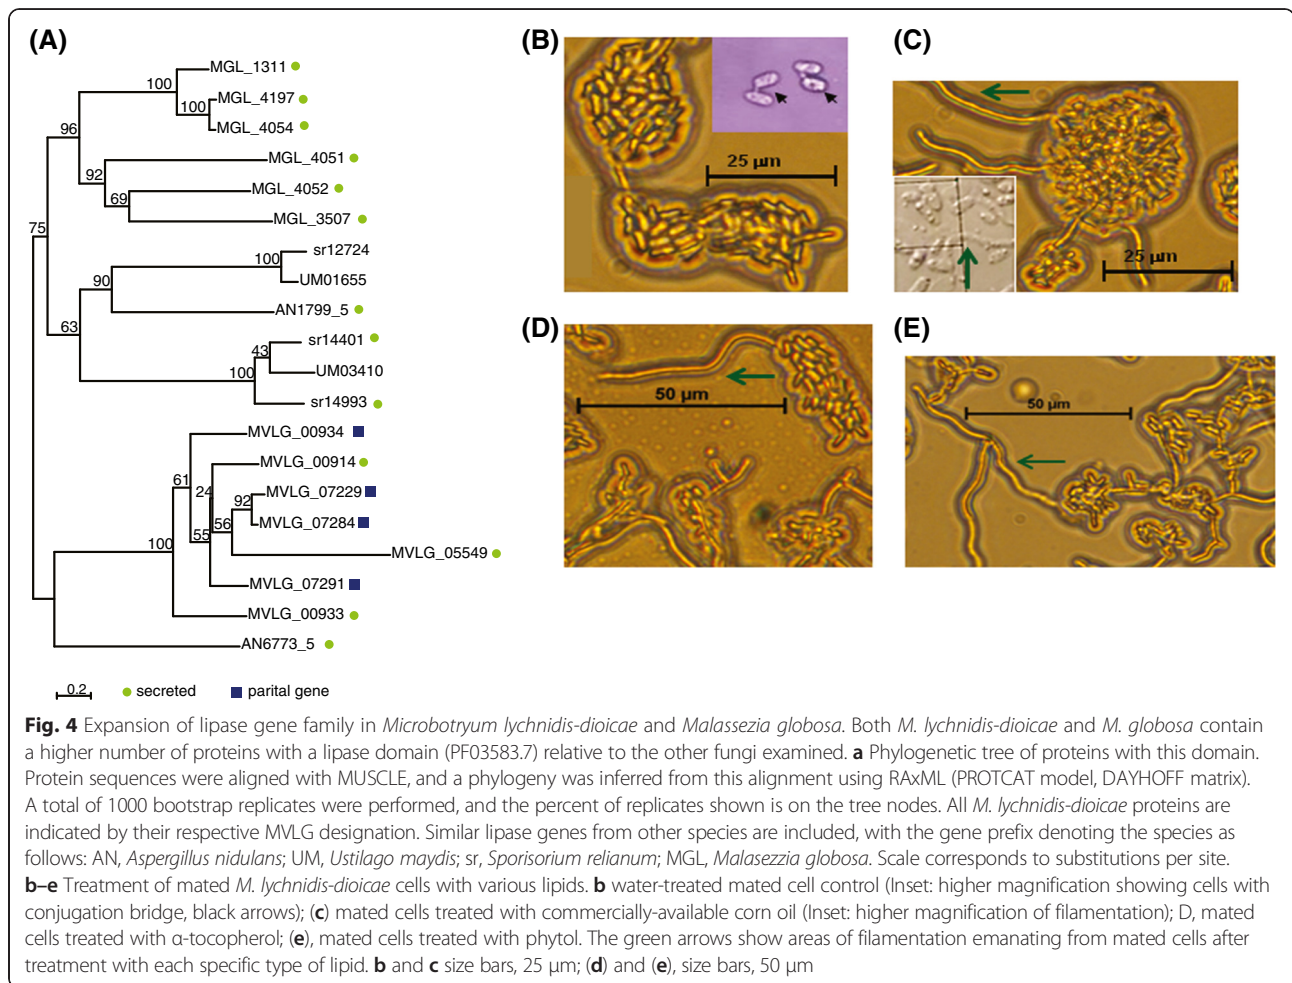 (A)
MGL_1311
100
MGL_4197
100
MGL_4054
96
MGL_4051
92
MGL_4052
69
MGL_3507
75
sr12724
100
UM01655
90
AN1799_5
63
sr14401
43
UM03410
100
sr14993
MVLG_00934
61
MVLG_00914
24
MVLG_07229
92
MVLG_07284
56
55
MVLG_05549
100
MVLG_07291
MVLG_00933
AN6773_5
0.2
secreted
parital gene
(B)
25 µm
(C)
25 µm
(D)
50 µm
(E)
50 µm
Fig. 4 Expansion of lipase gene family in Microbotryum lychnidis-dioicae and Malassezia globosa. Both M. lychnidis-dioicae and M. globosa contain
a higher number of proteins with a lipase domain (PF03583.7) relative to the other fungi examined. a Phylogenetic tree of proteins with this domain.
Protein sequences were aligned with MUSCLE, and a phylogeny was inferred from this alignment using RAxML (PROTCAT model, DAYHOFF matrix).
A total of 1000 bootstrap replicates were performed, and the percent of replicates shown is on the tree nodes. All M. lychnidis-dioicae proteins are
indicated by their respective MVLG designation. Similar lipase genes from other species are included, with the gene prefix denoting the species as
follows: AN, Aspergillus nidulans; UM, Ustilago maydis; sr, Sporisorium relianum; MGL, Malasezzia globosa. Scale corresponds to substitutions per site.
b–e Treatment of mated M. lychnidis-dioicae cells with various lipids. b water-treated mated cell control (Inset: higher magnification showing cells with
conjugation bridge, black arrows); (c) mated cells treated with commercially-available corn oil (Inset: higher magnification of filamentation); D, mated
cells treated with α-tocopherol; (e), mated cells treated with phytol. The green arrows show areas of filamentation emanating from mated cells after
treatment with each specific type of lipid. b and c size bars, 25 µm; (d) and (e), size bars, 50 µm